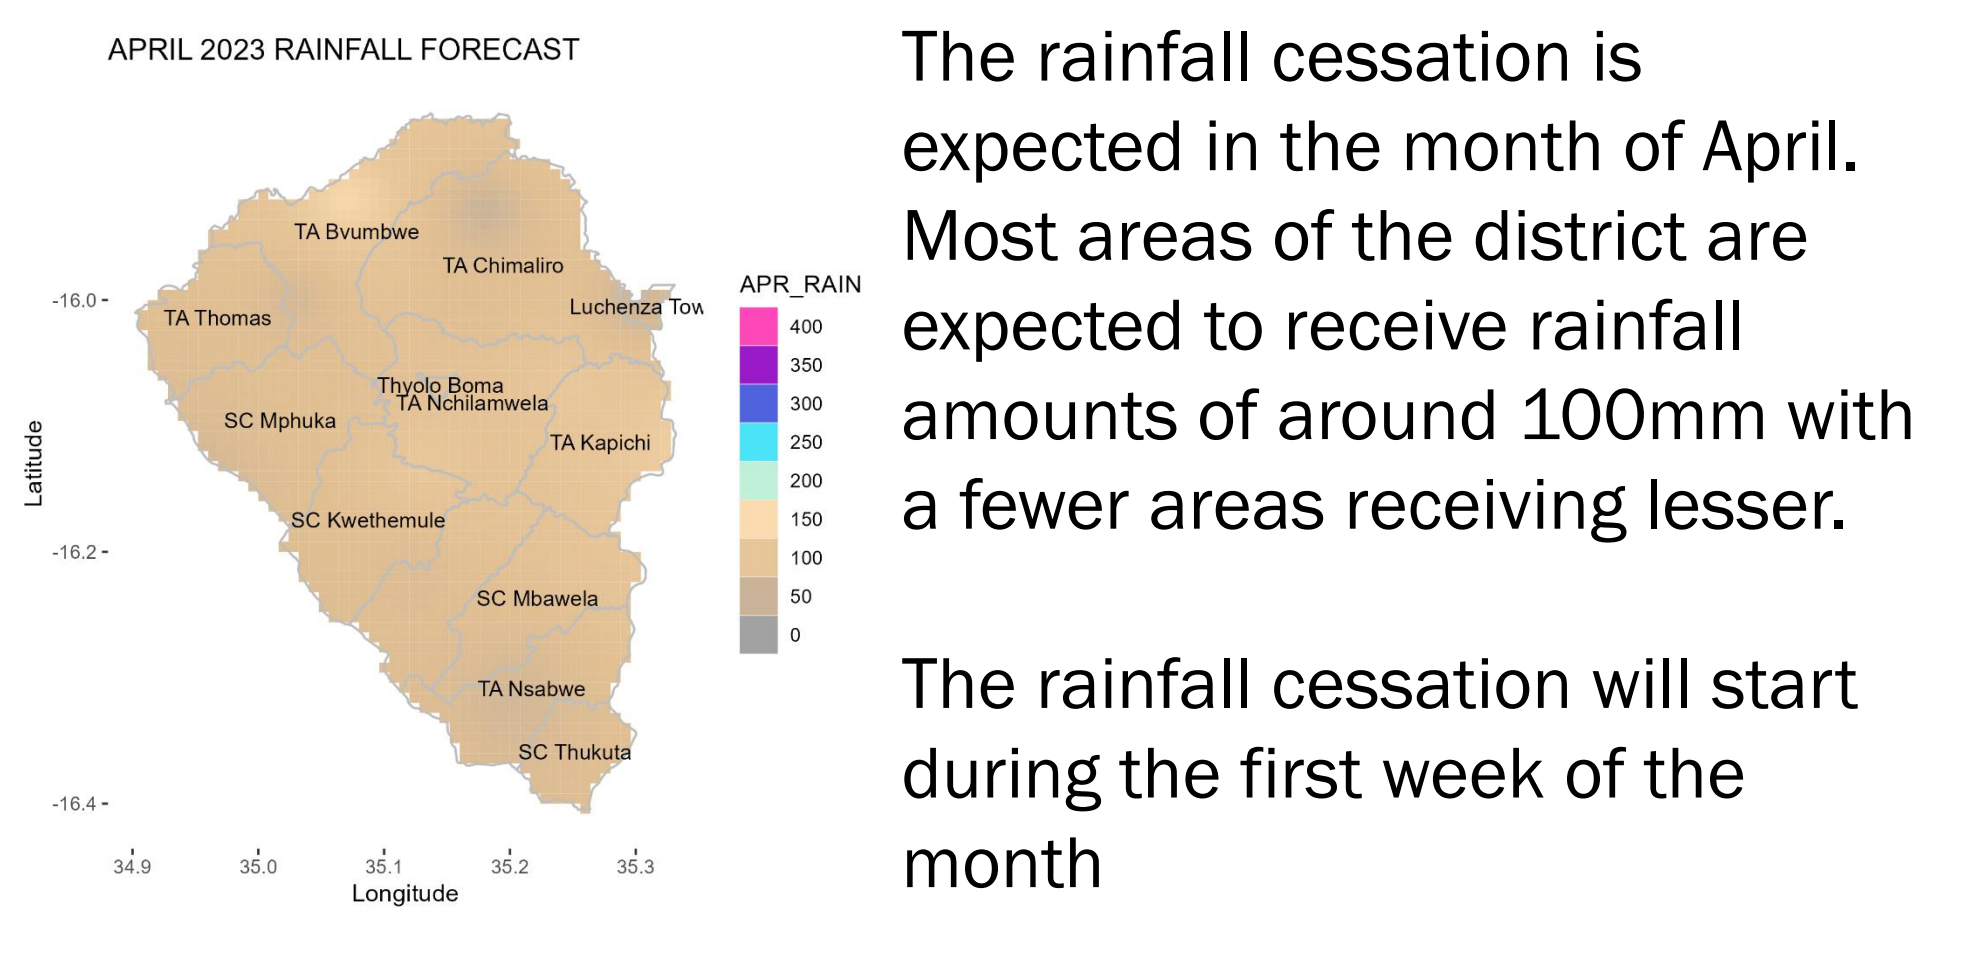 APRIL 2023 RAINFALL FORECAST
TA Bvumbwe
TA Chimaliro
Luchenza Tow
TA Thomas
Thyolo Boma
TA Nchilamwela
SC Mphuka
TA Kapichi
SC Kwethemule
SC Mbawela
TA Nsabwe
SC Thukuta
-16.0
-16.2
-16.4
Latitude
34.9 35.0 35.1 35.2 35.3
Longitude
APR_RAIN
400
350
300
250
200
150
100
50
0
The rainfall cessation is
expected in the month of April.
Most areas of the district are
expected to receive rainfall
amounts of around 100mm with
a fewer areas receiving lesser.
The rainfall cessation will start
during the first week of the
month